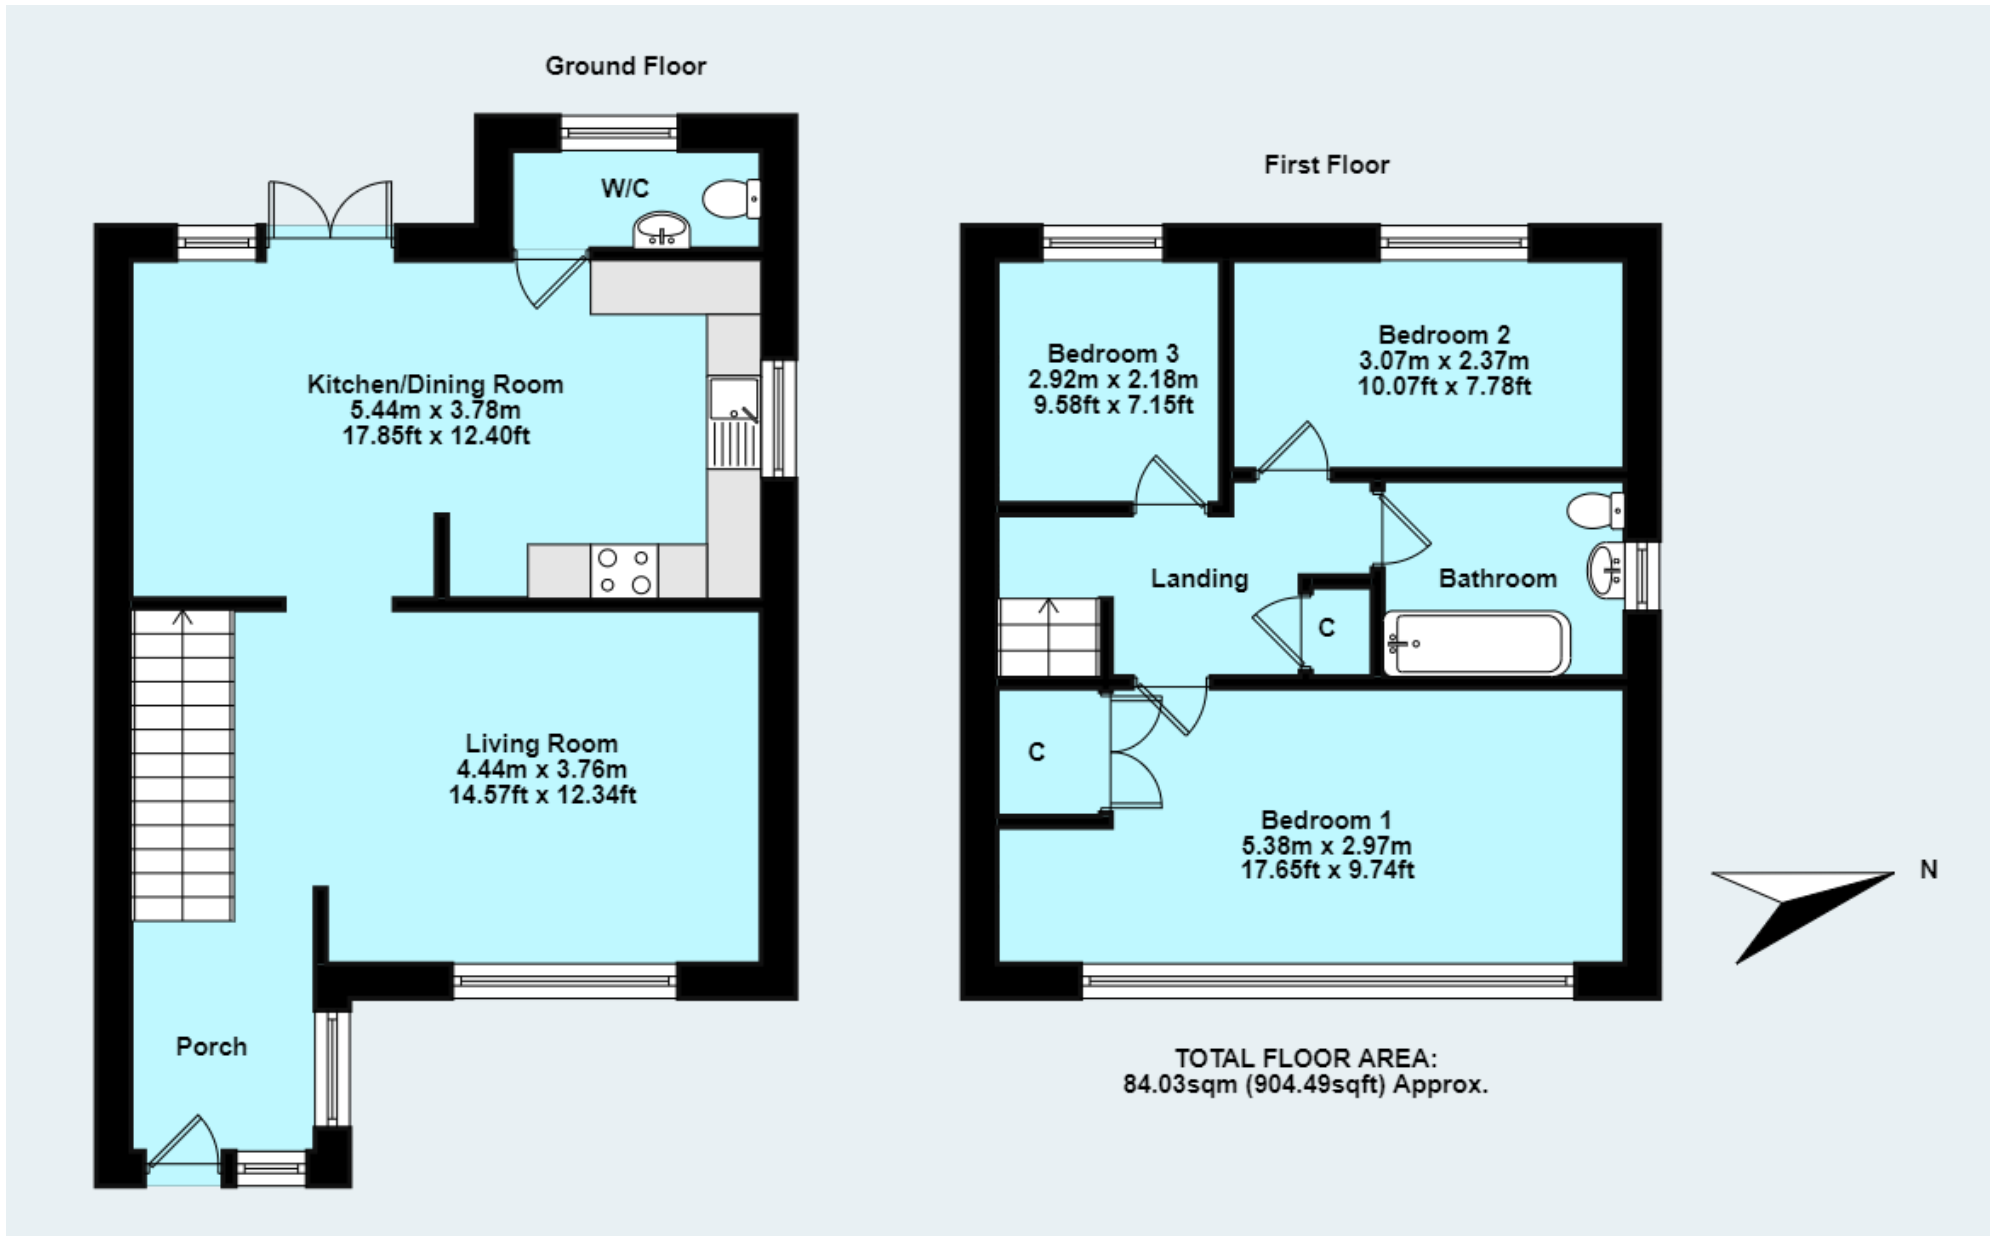 Ground Floor
W/C
Kitchen/Dining Room
5.44m x 3.78m
17.85ft x 12.40ft
Living Room
4.44m x 3.76m
14.57ft x 12.34ft
Porch
First Floor
Bedroom 3
2.92m x 2.18m
9.58ft x 7.15ft
Bedroom 2
3.07m x 2.37m
10.07ft x 7.78ft
Landing
Bathroom
C
C
Bedroom 1
5.38m x 2.97m
17.65ft x 9.74ft
N
TOTAL FLOOR AREA:
84.03sqm (904.49sqft) Approx.